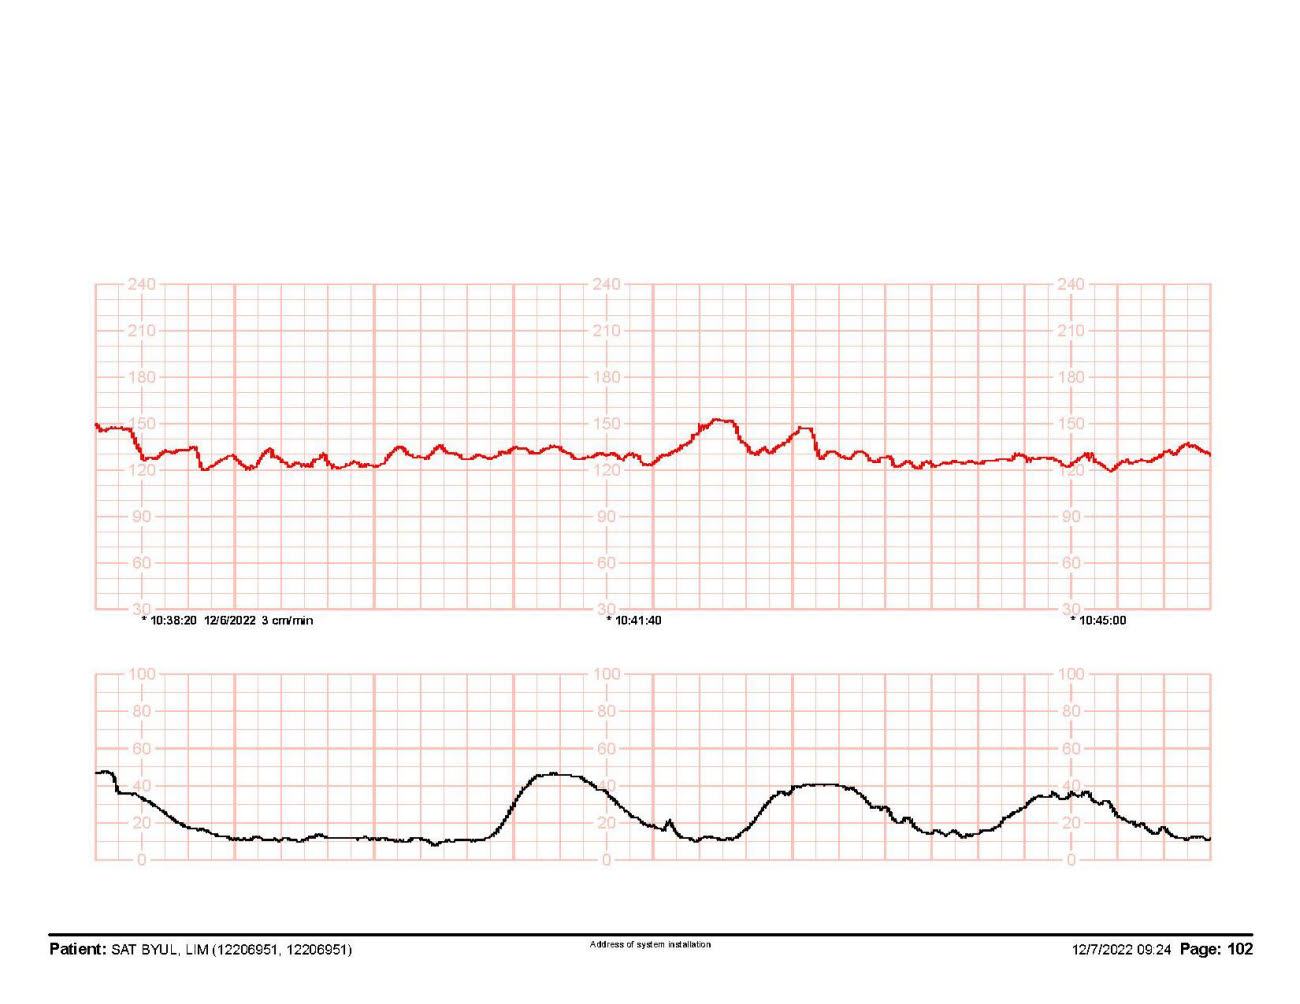 240 240 240
210 210 210
180 180 180
150 150 150
120 120 120
90 90 90
60 60 60
30 30 30
* 10:38:20 12/6/2022 3 cm/min * 10:41:40 * 10:45:00
100 100 100
80 80 80
60 60 60
40 40 40
20 20 20
0 0 0
Patient: SAT BYUL, LIM (12206951, 12206951) Address of system installation 12/7/2022 09:24 Page: 102